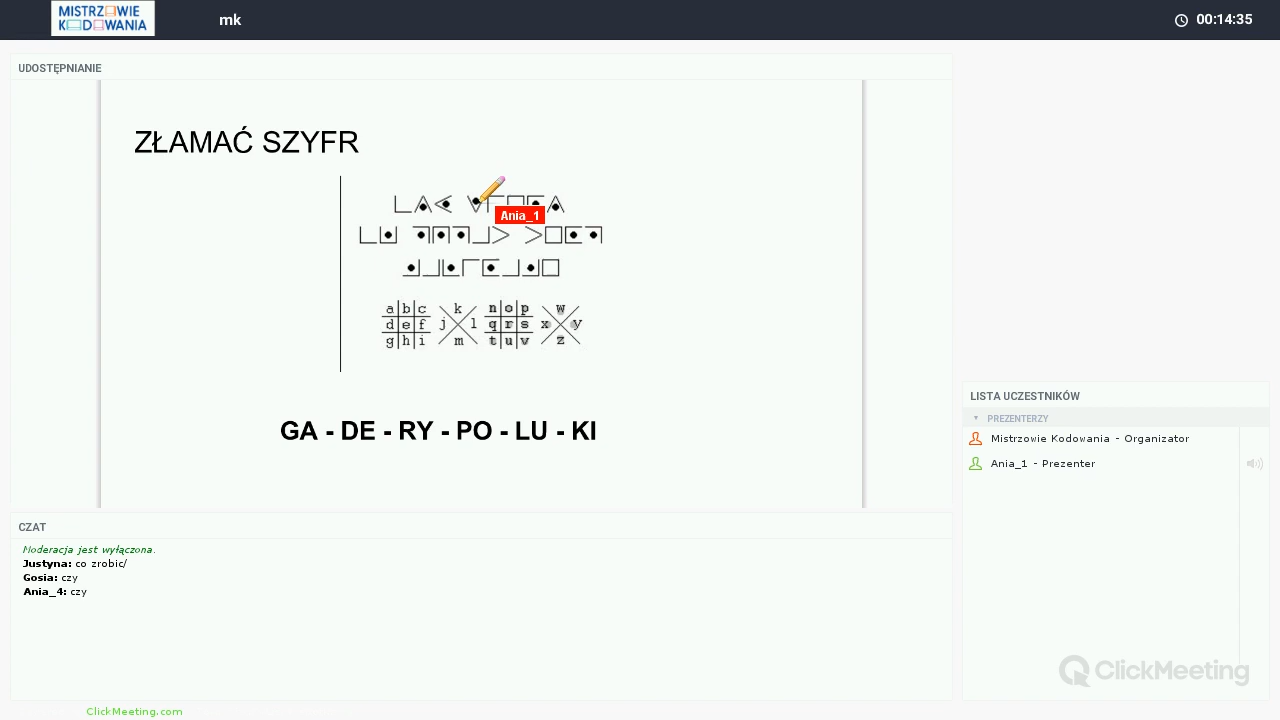 MISTRZOWIE
KODOWANIA
mk
00:14:35
UDOSTĘPNIANIE
ZŁAMAĆ SZYFR
Ania_1
a b c k n o p w
d e f j l q r s x y
g h i m t u v z
GA - DE - RY - PO - LU - KI
LISTA UCZESTNIKÓW
PREZENTERZY
Mistrzowie Kodowania - Organizator
Ania_1 - Prezenter
CZAT
Moderacja jest wyłączona.
Justyna: co zrobic/
Gosia: czy
Ania_4: czy
ClickMeeting
ClickMeeting.com